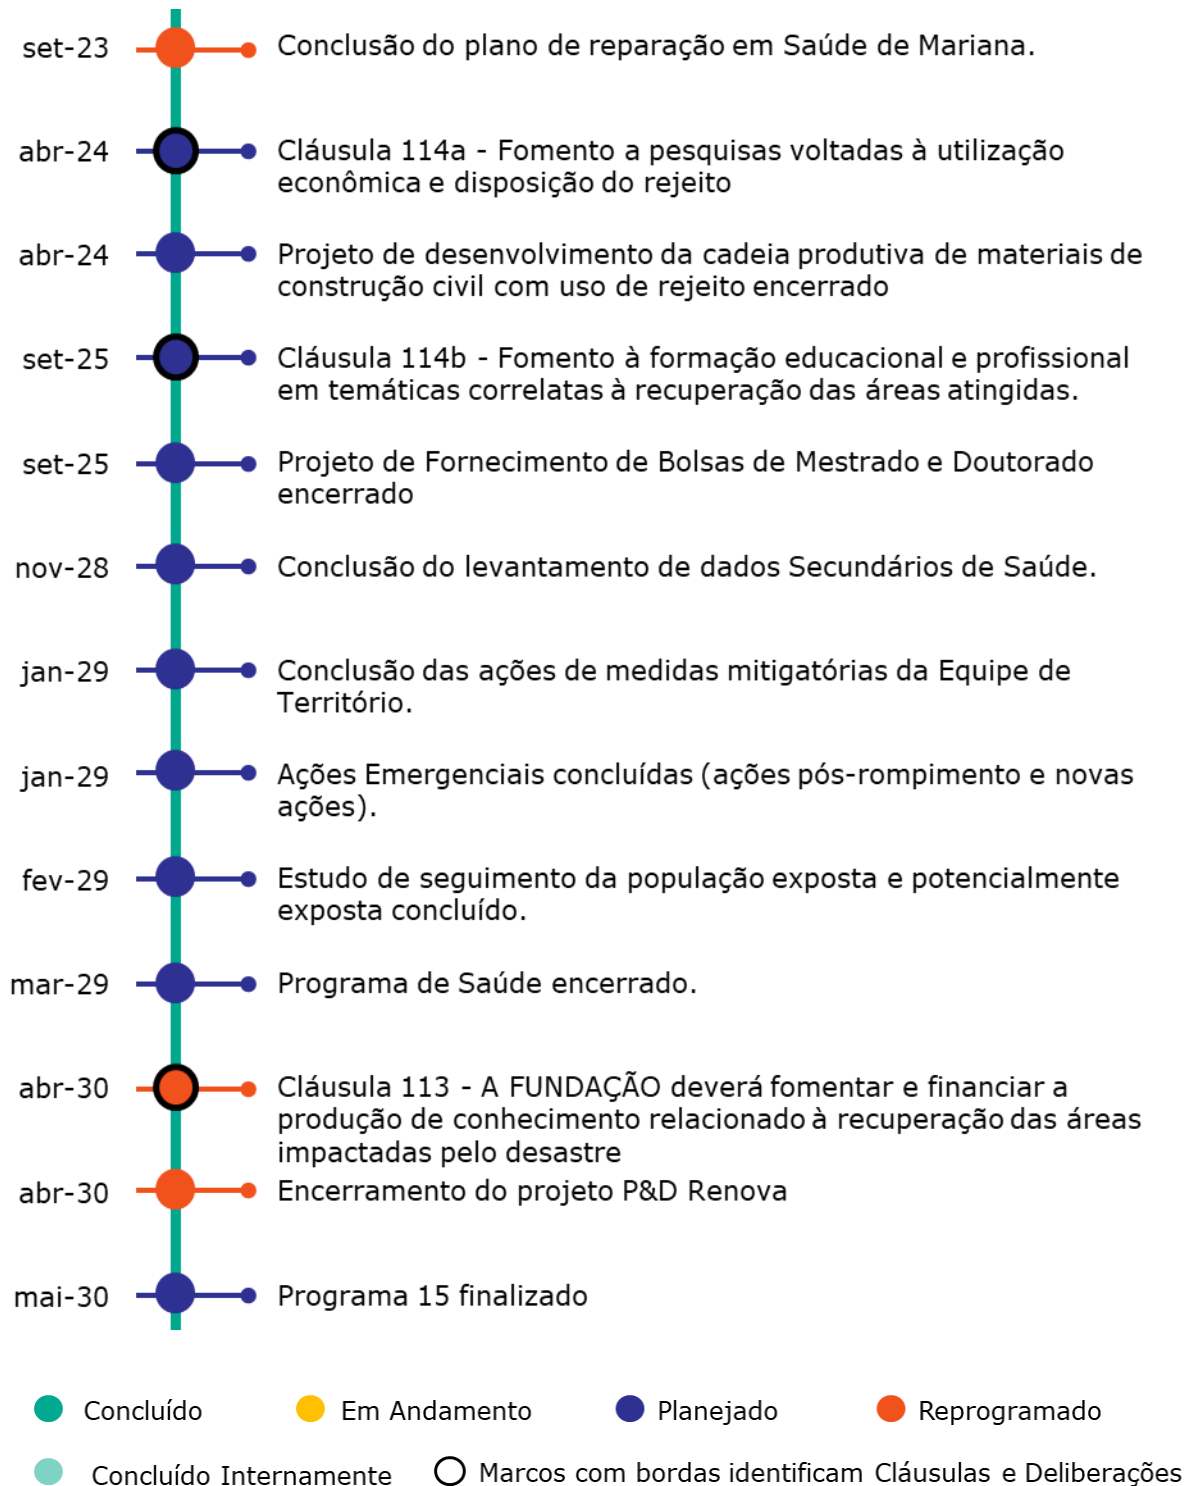 set-23
Conclusão do plano de reparação em Saúde de Mariana.
abr-24
Cláusula 114a - Fomento a pesquisas voltadas à utilização
econômica e disposição do rejeito
abr-24
Projeto de desenvolvimento da cadeia produtiva de materiais de
construção civil com uso de rejeito encerrado
set-25
Cláusula 114b - Fomento à formação educacional e profissional
em temáticas correlatas à recuperação das áreas atingidas.
set-25
Projeto de Fornecimento de Bolsas de Mestrado e Doutorado
encerrado
nov-28
Conclusão do levantamento de dados Secundários de Saúde.
jan-29
Conclusão das ações de medidas mitigatórias da Equipe de
Território.
jan-29
Ações Emergenciais concluídas (ações pós-rompimento e novas
ações).
fev-29
Estudo de seguimento da população exposta e potencialmente
exposta concluído.
mar-29
Programa de Saúde encerrado.
abr-30
Cláusula 113 - A FUNDAÇÃO deverá fomentar e financiar a
produção de conhecimento relacionado à recuperação das áreas
impactadas pelo desastre
abr-30
Encerramento do projeto P&D Renova
mai-30
Programa 15 finalizado
Concluído
Em Andamento
Planejado
Reprogramado
Concluído Internamente
Marcos com bordas identificam Cláusulas e Deliberações